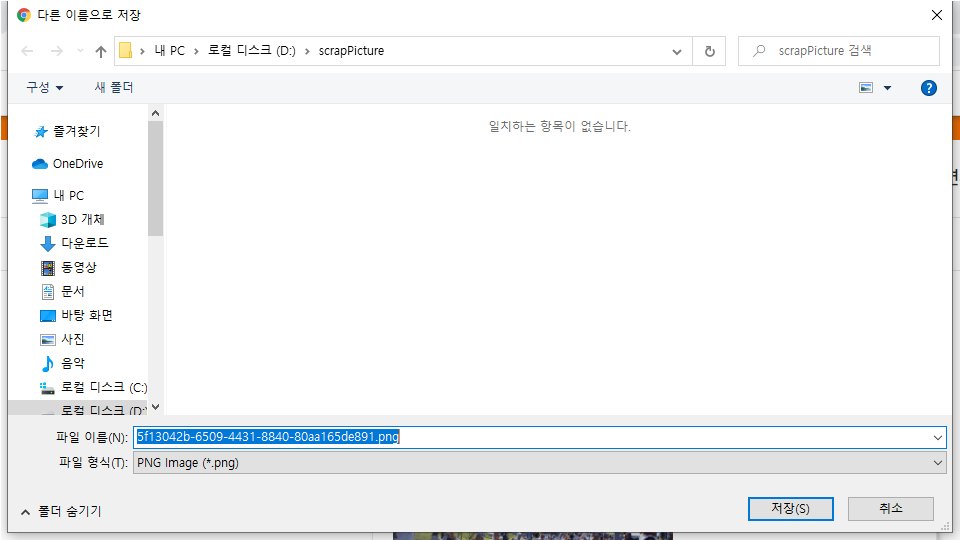 다른 이름으로 저장
내 PC › 로컬 디스크 (D:) › scrapPicture
scrapPicture 검색
구성
새 폴더
일치하는 항목이 없습니다.
즐겨찾기
OneDrive
내 PC
3D 개체
다운로드
동영상
문서
바탕 화면
사진
음악
로컬 디스크 (C:)
로컬 디스크 (D:)
파일 이름(N):
5f13042b-6509-4431-8840-80aa165de891.png
파일 형식(T):
PNG Image (*.png)
폴더 숨기기
저장(S)
취소